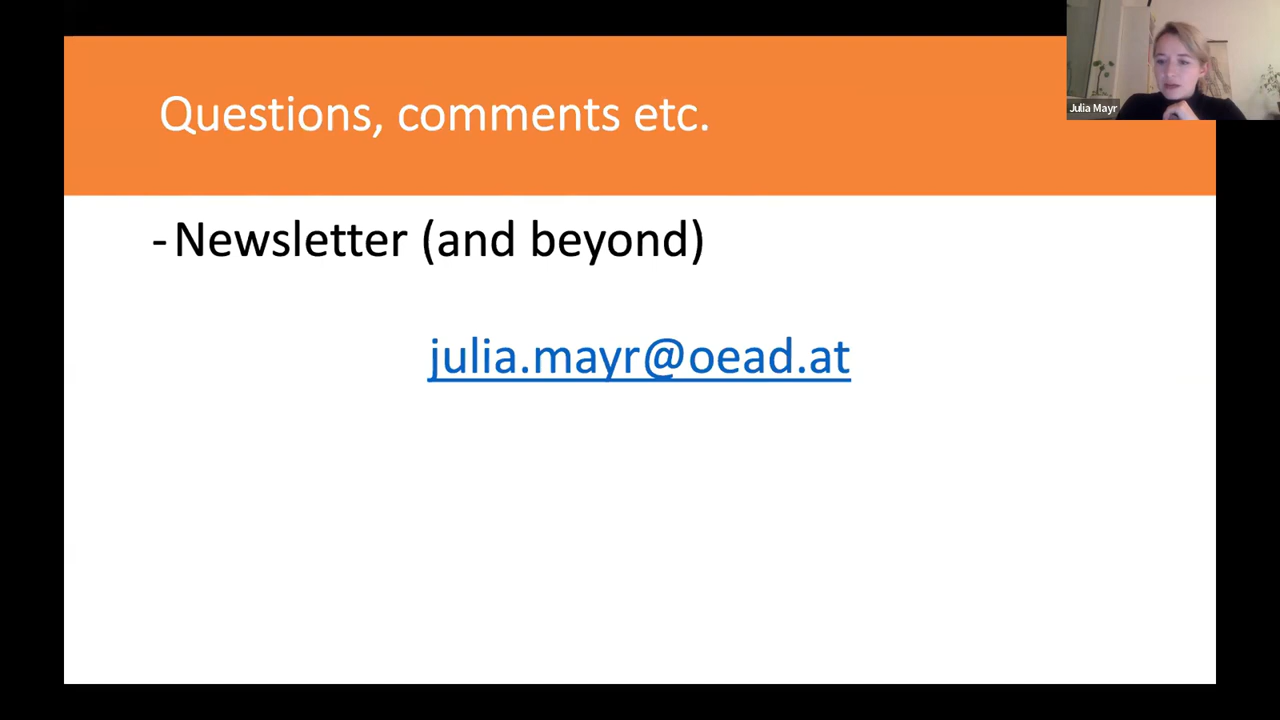 Questions, comments etc.
Julia Mayr
- Newsletter (and beyond)
julia.mayr@oead.at